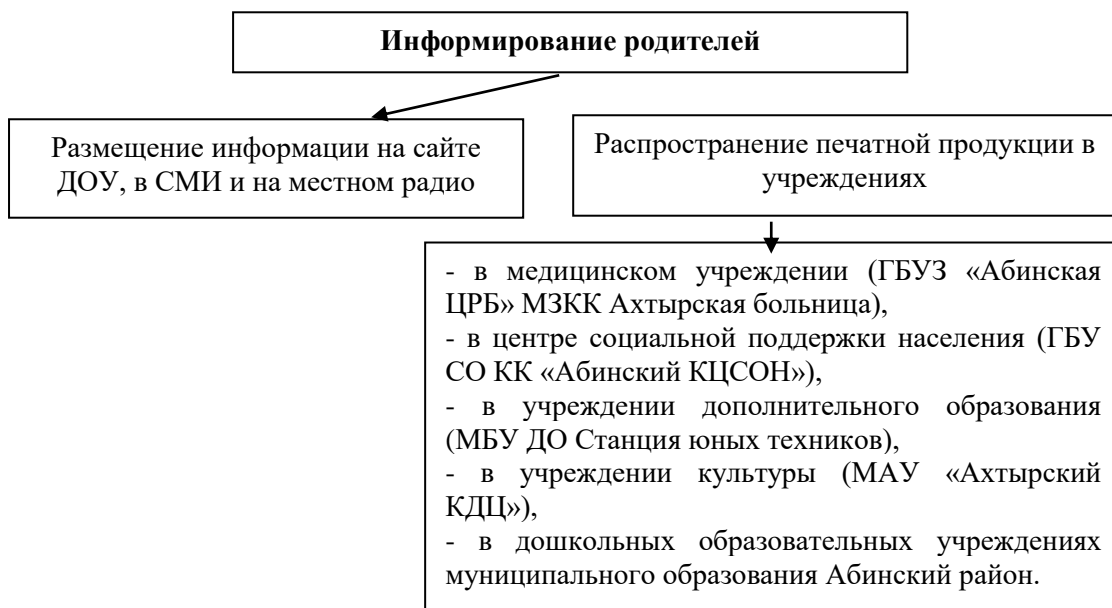 Информирование родителей
Размещение информации на сайте
ДОУ, в СМИ и на местном радио
Распространение печатной продукции в
учреждениях
- в медицинском учреждении (ГБУЗ «Абинская
ЦРБ» МЗКК Ахтырская больница),
- в центре социальной поддержки населения (ГБУ
СО КК «Абинский КЦСОН»),
- в учреждении дополнительного образования
(МБУ ДО Станция юных техников),
- в учреждении культуры (МАУ «Ахтырский
КДЦ»),
- в дошкольных образовательных учреждениях
муниципального образования Абинский район.